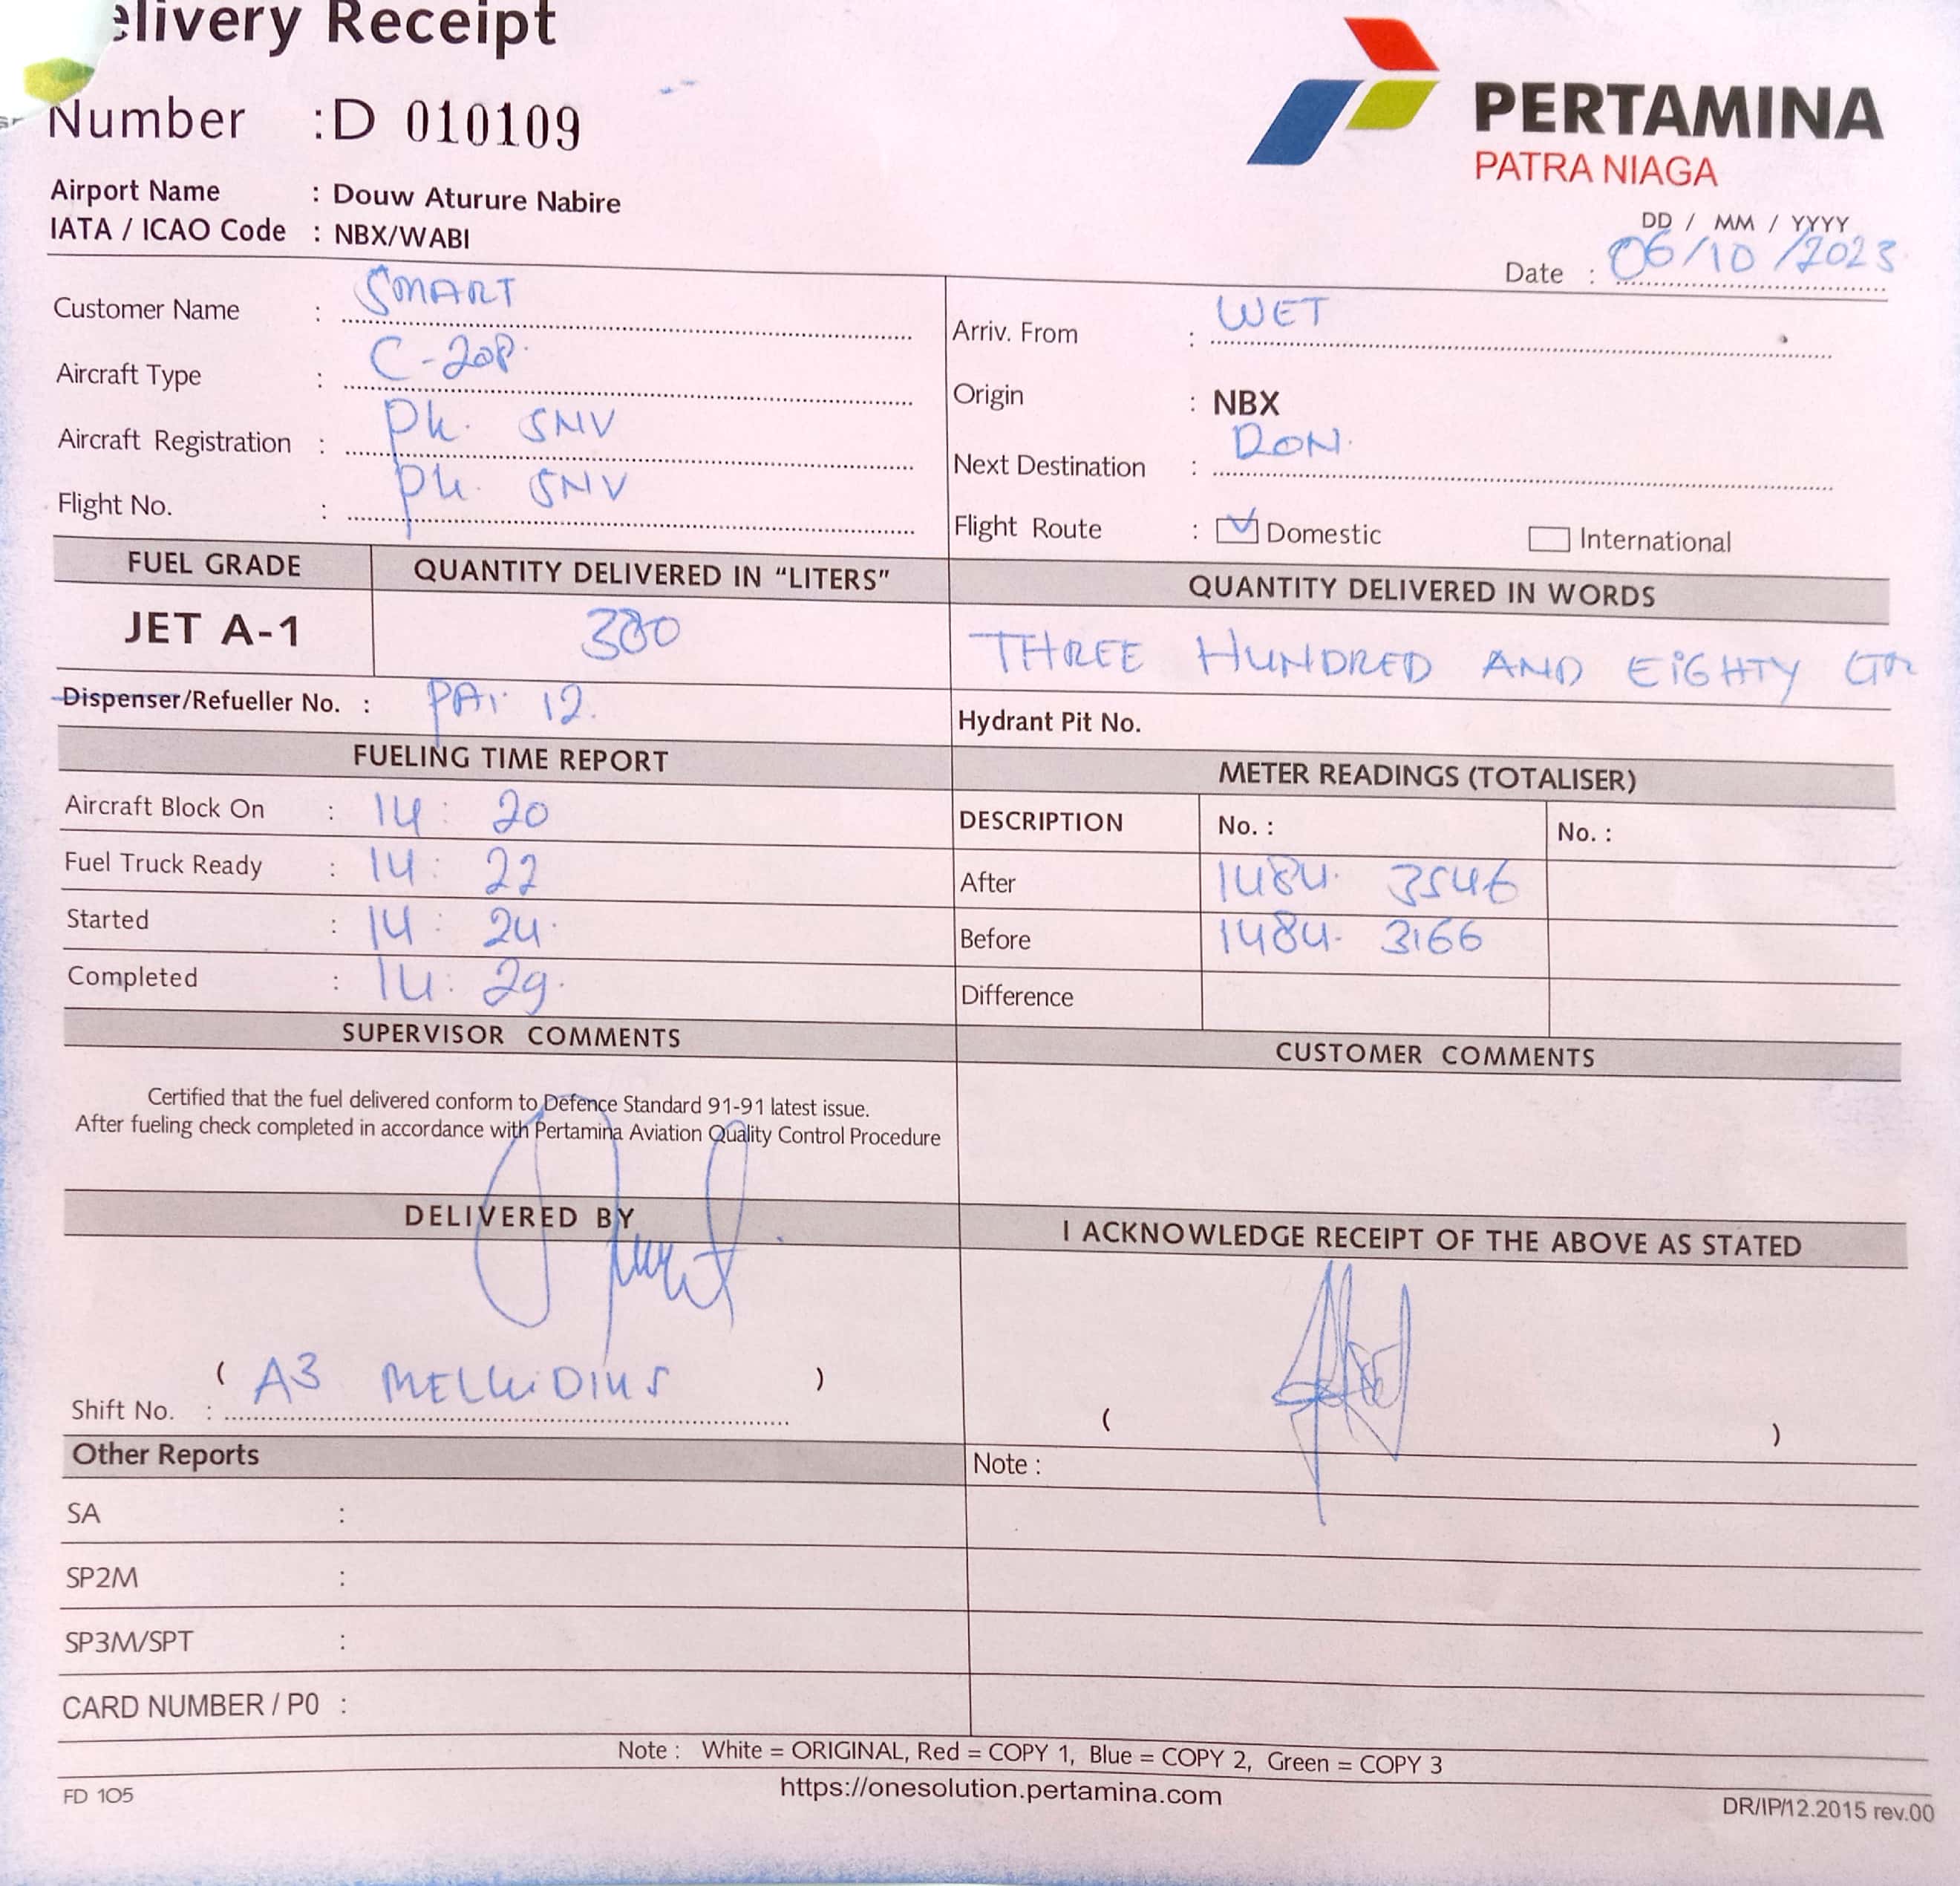 elivery Receipt
Number : D 010109
PERTAMINA
PATRA NIAGA
Airport Name : Douw Aturure Nabire
IATA / ICAO Code : NBX/WABI
DD / MM / YYYY
Date : 06/10/2023
Customer Name : SMART
Arriv. From : WET
Aircraft Type : C-208
Origin : NBX
Aircraft Registration : PK. SNV
Next Destination : RON.
Flight No. : PK. SNV
Flight Route : Domestic International
FUEL GRADE QUANTITY DELIVERED IN “LITERS” QUANTITY DELIVERED IN WORDS
JET A-1 380 THREE HUNDRED AND EIGHTY
Dispenser/Refueller No. : PAI 12.
Hydrant Pit No.
FUELING TIME REPORT METER READINGS (TOTALISER)
Aircraft Block On : 14 : 20
DESCRIPTION No. : No. :
Fuel Truck Ready : 14 : 22
After 1484. 3546
Started : 14 : 24.
Before 1484. 3166
Completed : 14 : 29.
Difference
SUPERVISOR COMMENTS CUSTOMER COMMENTS
Certified that the fuel delivered conform to Defence Standard 91-91 latest issue.
After fueling check completed in accordance with Pertamina Aviation Quality Control Procedure
DELIVERED BY I ACKNOWLEDGE RECEIPT OF THE ABOVE AS STATED
( A3 )
Shift No. :
( )
Other Reports Note :
SA :
SP2M :
SP3M/SPT :
CARD NUMBER / P0 :
Note : White = ORIGINAL, Red = COPY 1, Blue = COPY 2, Green = COPY 3
https://onesolution.pertamina.com
FD 105 DR/IP/12.2015 rev.00